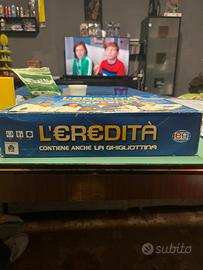 L'EREDITÀ
CONTIENE ANCHE LA GHIGLIOTTINA
subito